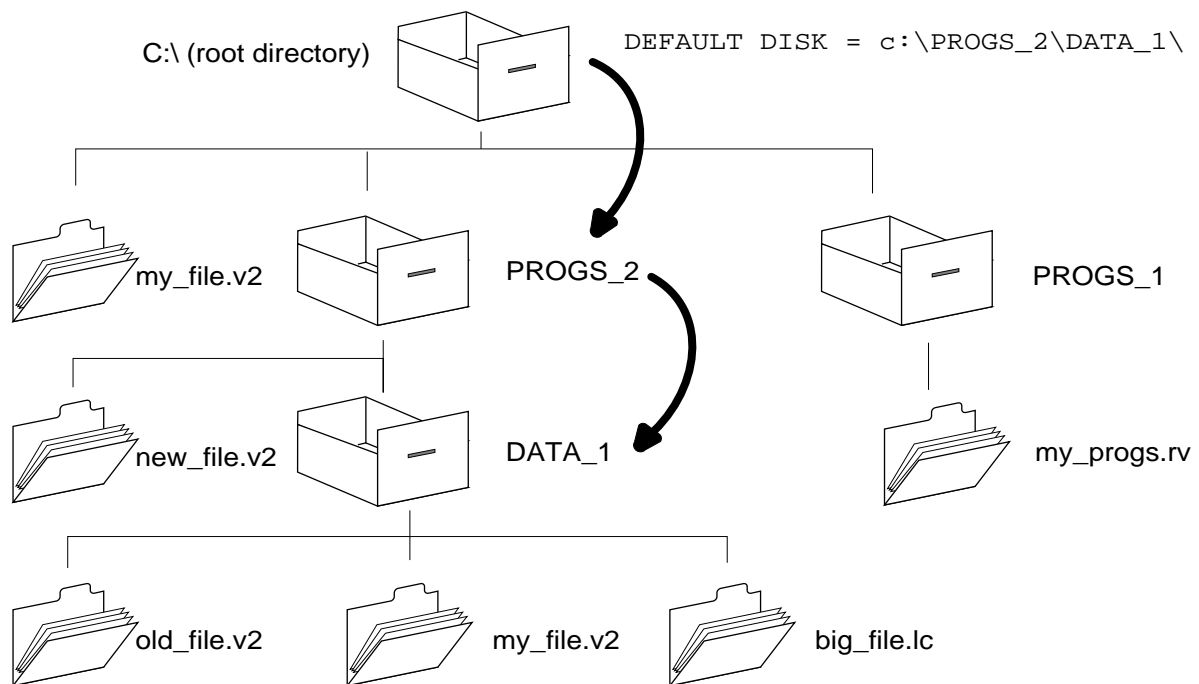 C:\ (root directory)
DEFAULT DISK = c:\PROGS_2\DATA_1\
my_file.v2
PROGS_2
PROGS_1
new_file.v2
DATA_1
my_progs.rv
old_file.v2
my_file.v2
big_file.lc